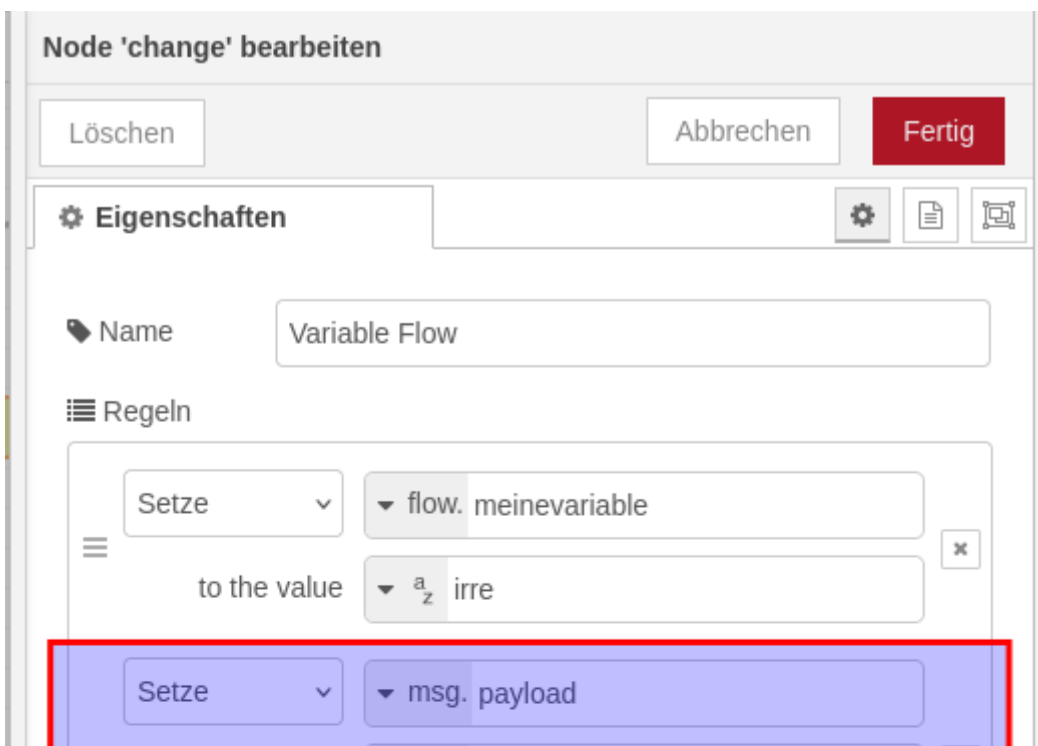 Node 'change' bearbeiten
Löschen
Abbrechen
Fertig
Eigenschaften
Name
Variable Flow
Regeln
Setze
flow. meinevariable
to the value
a z irre
Setze
msg. payload